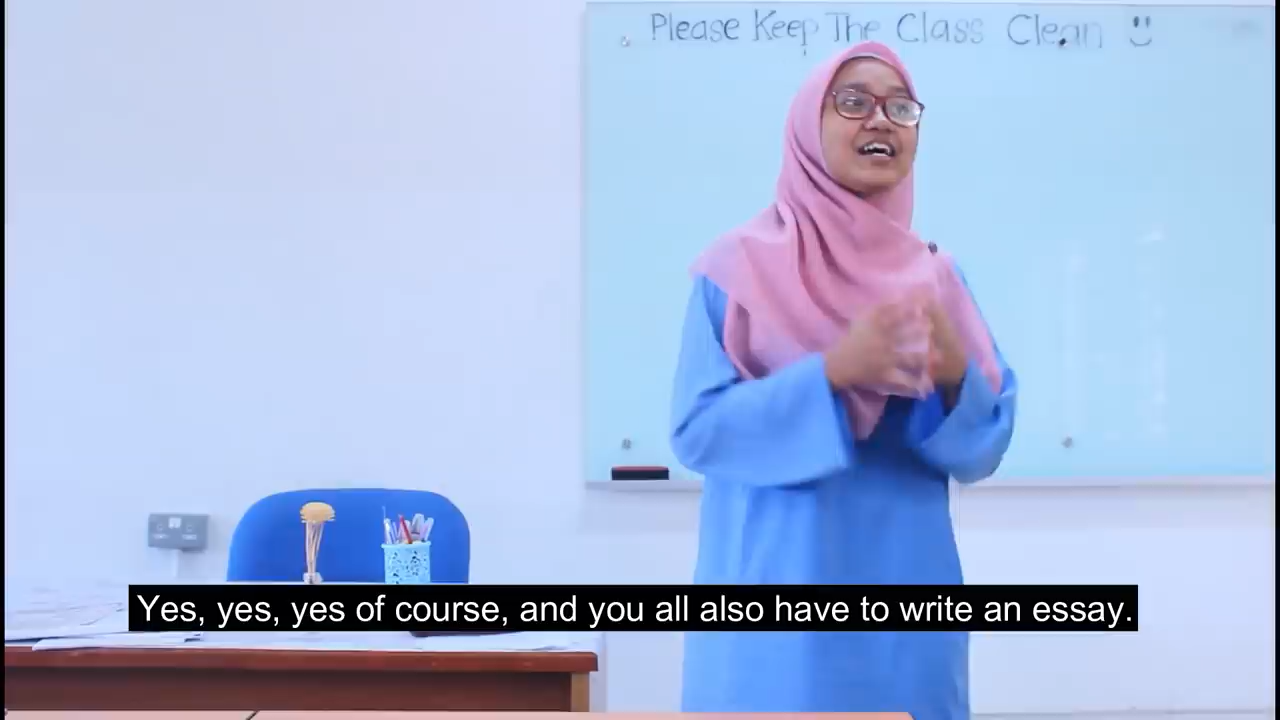 Please Keep The Class Clean
Yes, yes, yes of course, and you all also have to write an essay.